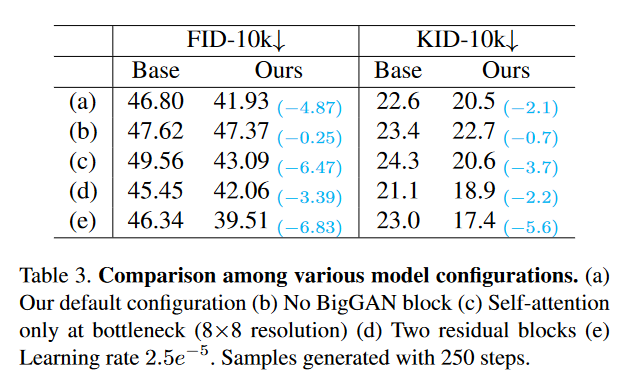 FID-10k↓ KID-10k↓
Base Ours Base Ours
(a) 46.80 41.93 (−4.87) 22.6 20.5 (−2.1)
(b) 47.62 47.37 (−0.25) 23.4 22.7 (−0.7)
(c) 49.56 43.09 (−6.47) 24.3 20.6 (−3.7)
(d) 45.45 42.06 (−3.39) 21.1 18.9 (−2.2)
(e) 46.34 39.51 (−6.83) 23.0 17.4 (−5.6)
Table 3. Comparison among various model configurations. (a)
Our default configuration (b) No BigGAN block (c) Self-attention
only at bottleneck (8×8 resolution) (d) Two residual blocks (e)
Learning rate 2.5e⁻⁵. Samples generated with 250 steps.